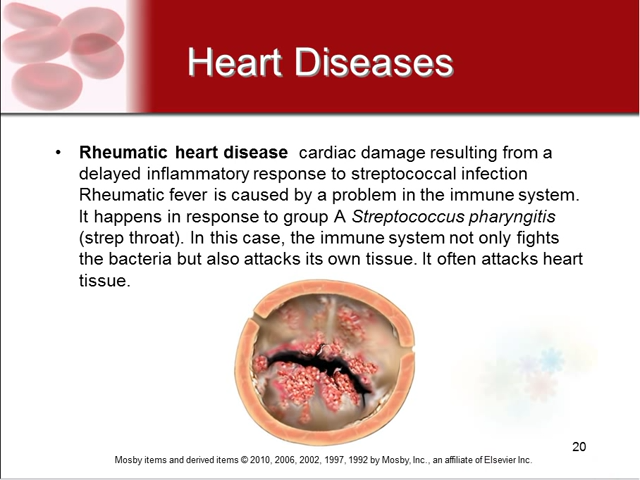 Heart Diseases
• Rheumatic heart disease cardiac damage resulting from a
delayed inflammatory response to streptococcal infection
Rheumatic fever is caused by a problem in the immune system.
It happens in response to group A Streptococcus pharyngitis
(strep throat). In this case, the immune system not only fights
the bacteria but also attacks its own tissue. It often attacks heart
tissue.
20
Mosby items and derived items © 2010, 2006, 2002, 1997, 1992 by Mosby, Inc., an affiliate of Elsevier Inc.